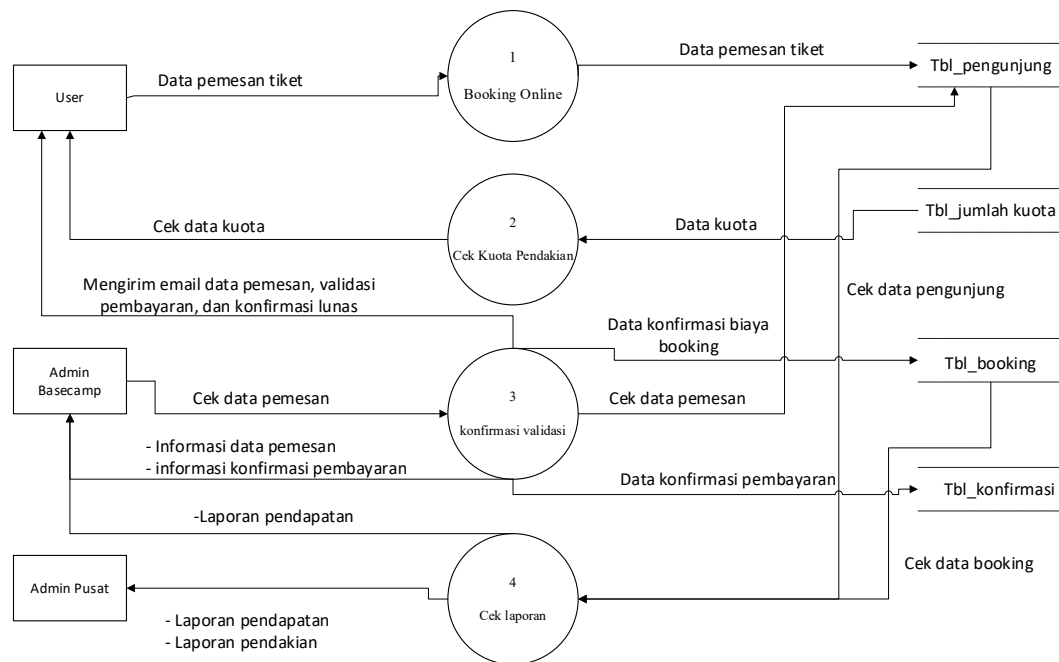 1
Booking Online
Data pemesan tiket
Tbl_pengunjung
User
Data pemesan tiket
2
Cek Kuota Pendakian
Cek data kuota
Data kuota
Tbl_jumlah kuota
Mengirim email data pemesan, validasi
pembayaran, dan konfirmasi lunas
Cek data pengunjung
Data konfirmasi biaya
booking
Tbl_booking
Admin
Basecamp
Cek data pemesan
3
konfirmasi validasi
Cek data pemesan
- Informasi data pemesan
- informasi konfirmasi pembayaran
Data konfirmasi pembayaran
Tbl_konfirmasi
-Laporan pendapatan
Cek data booking
Admin Pusat
4
Cek laporan
- Laporan pendapatan
- Laporan pendakian